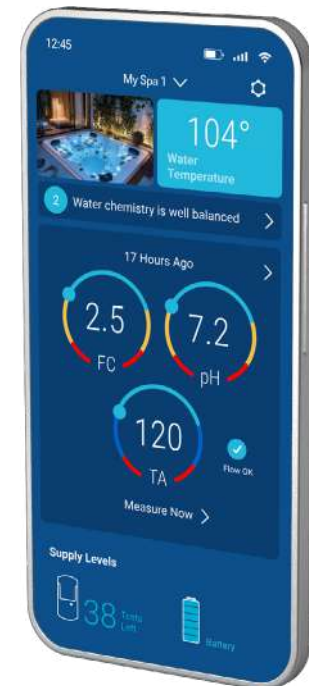 12:45
My Spa 1
104°
Water
Temperature
2 Water chemistry is well balanced
17 Hours Ago
2.5
FC
7.2
pH
120
TA
Flow OK
Measure Now
Supply Levels
38 Tests
Left
Battery